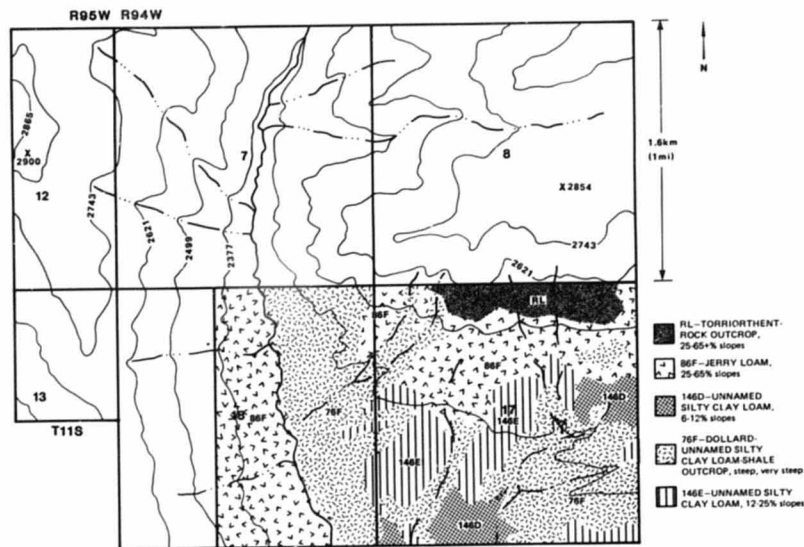 R95W R94W
N
1.6km
(1mi)
2865
X
2900
12
2743
2621
2499
7
2377
8
X 2854
2743
2621
RL
86F
13
T11S
18
86F
76F
86F
17
146E
146D
146E
146D
76F
RL–TORRIORTHENT-
ROCK OUTCROP,
25-65+% slopes
86F–JERRY LOAM,
25-65% slopes
146D–UNNAMED
SILTY CLAY LOAM,
6-12% slopes
76F–DOLLARD-
UNNAMED SILTY
CLAY LOAM-SHALE
OUTCROP, steep, very steep
146E–UNNAMED SILTY
CLAY LOAM, 12-25% slopes